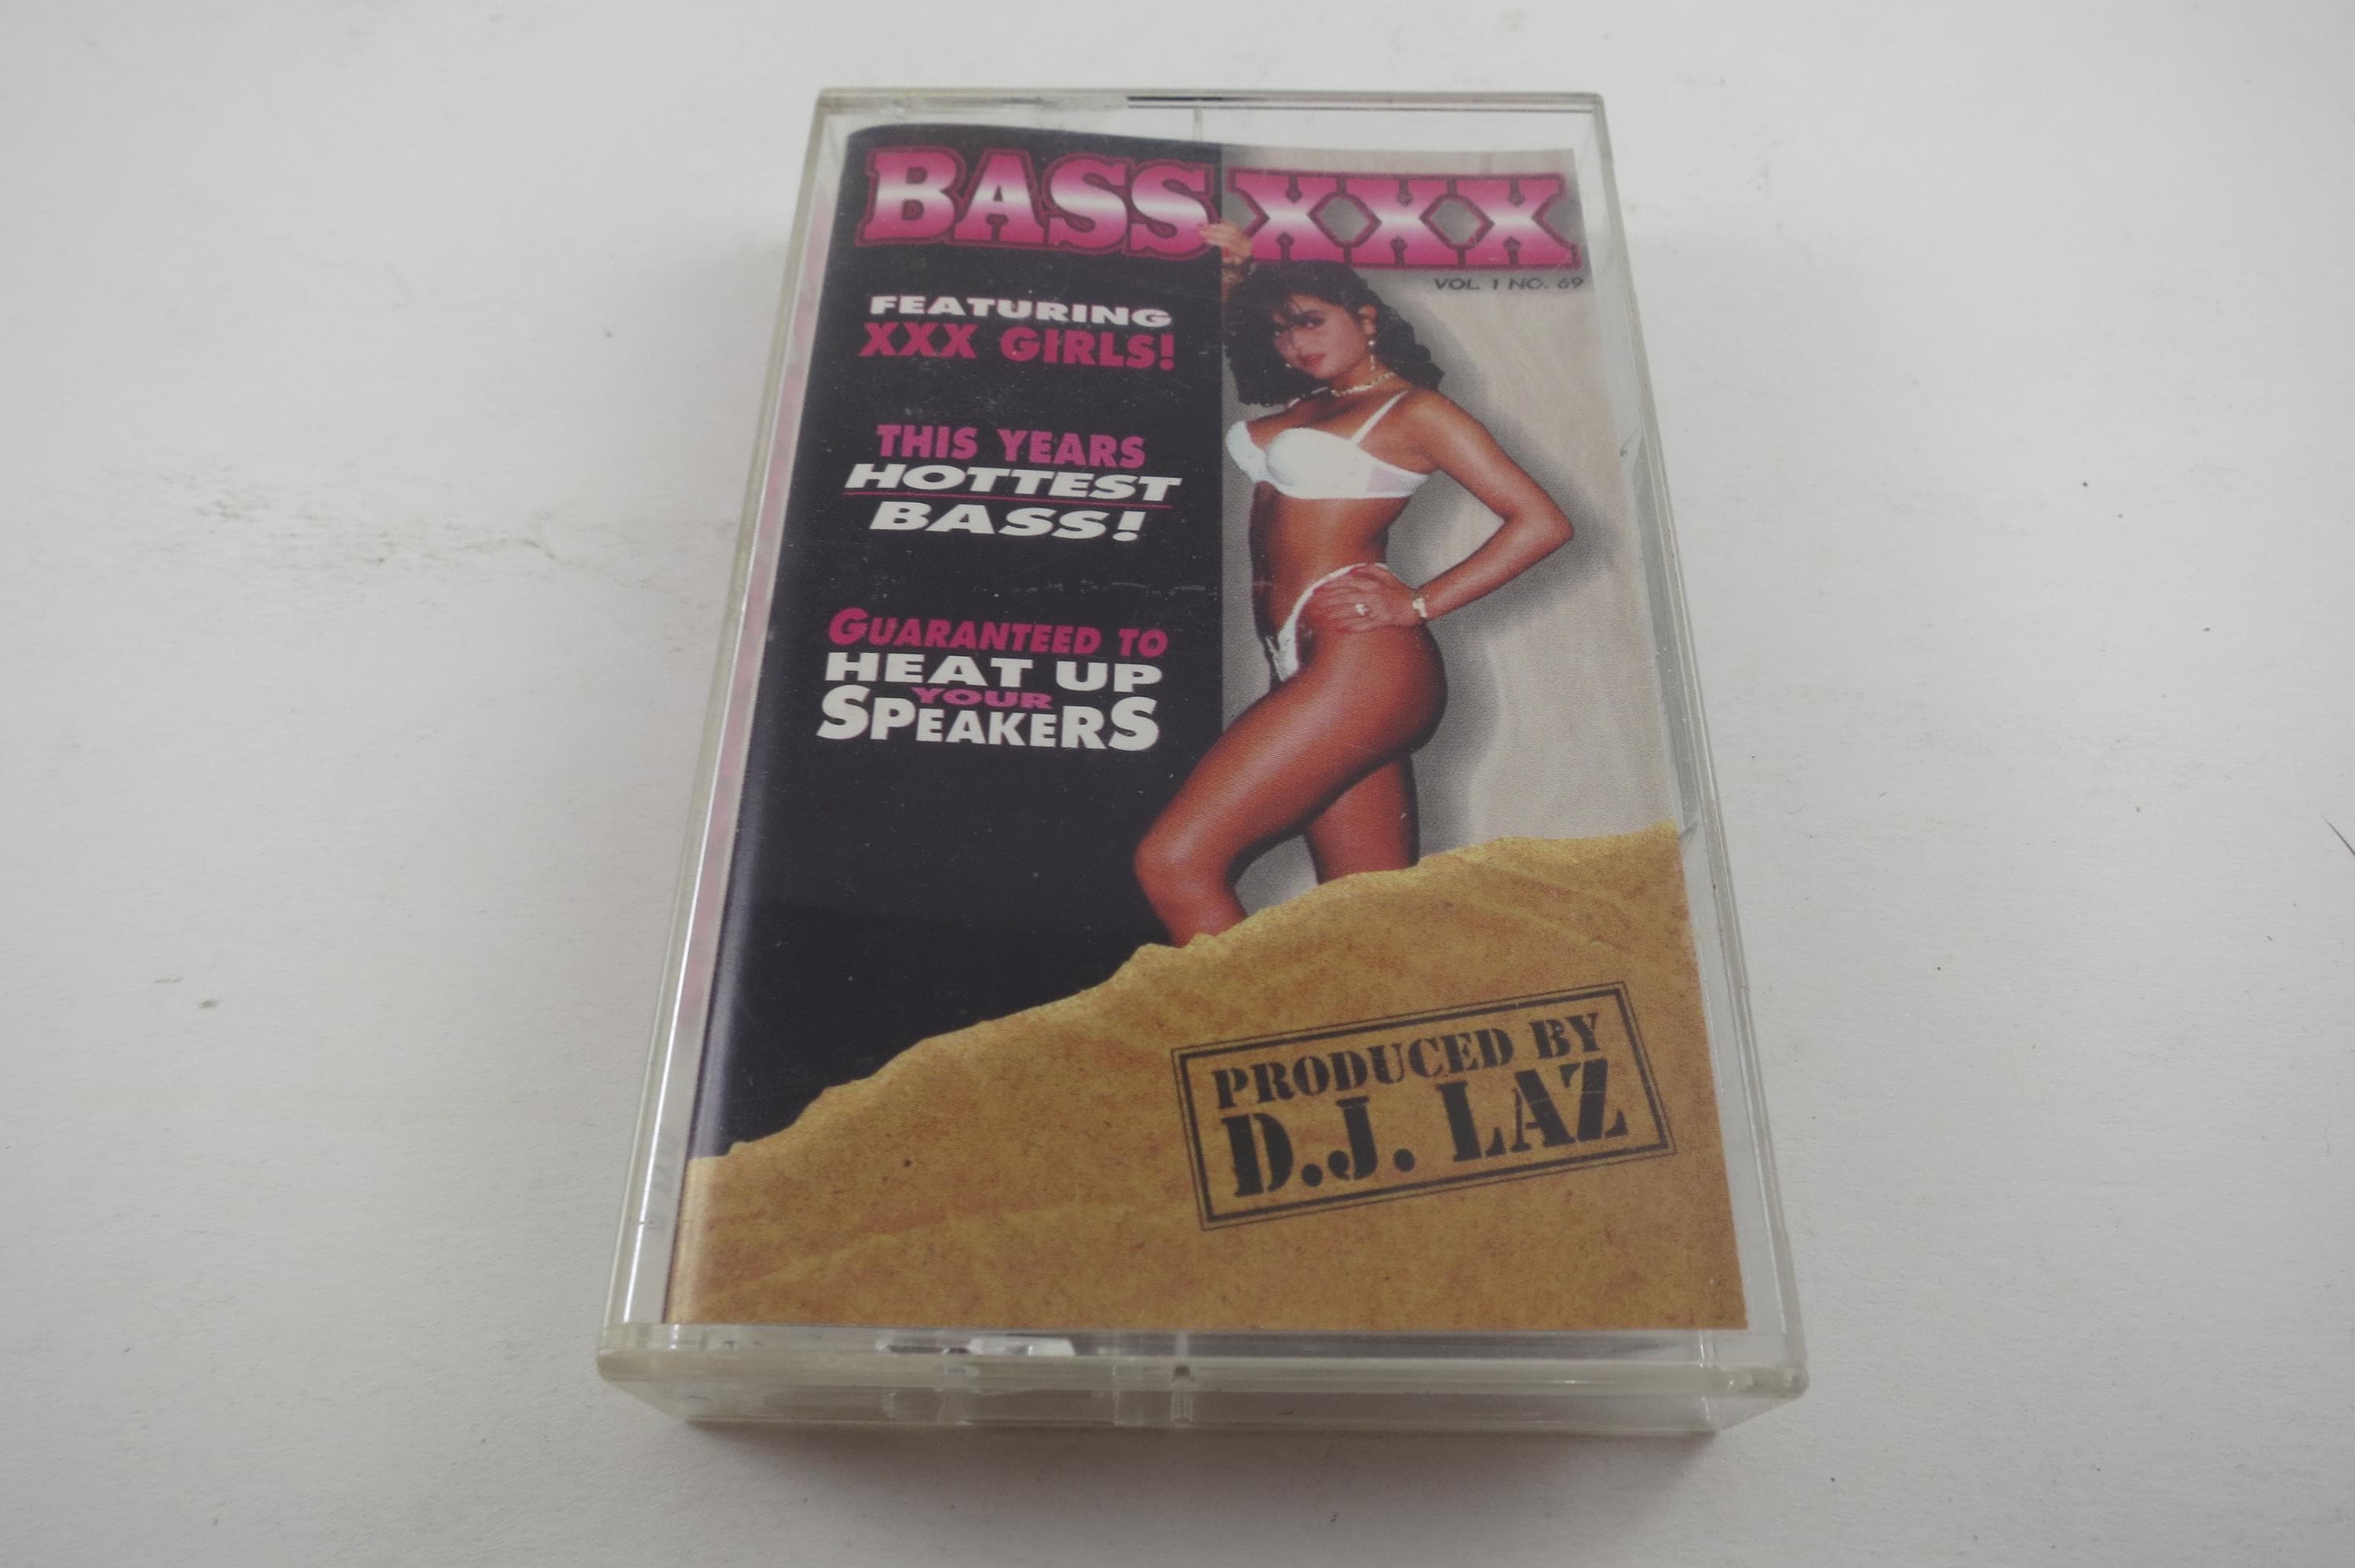 BASS XXX
VOL. 1 NO. 69
FEATURING
XXX GIRLS!
THIS YEARS
HOTTEST
BASS!
GUARANTEED TO
HEAT UP
YOUR
SPEAKERS
PRODUCED BY
D.J. LAZ